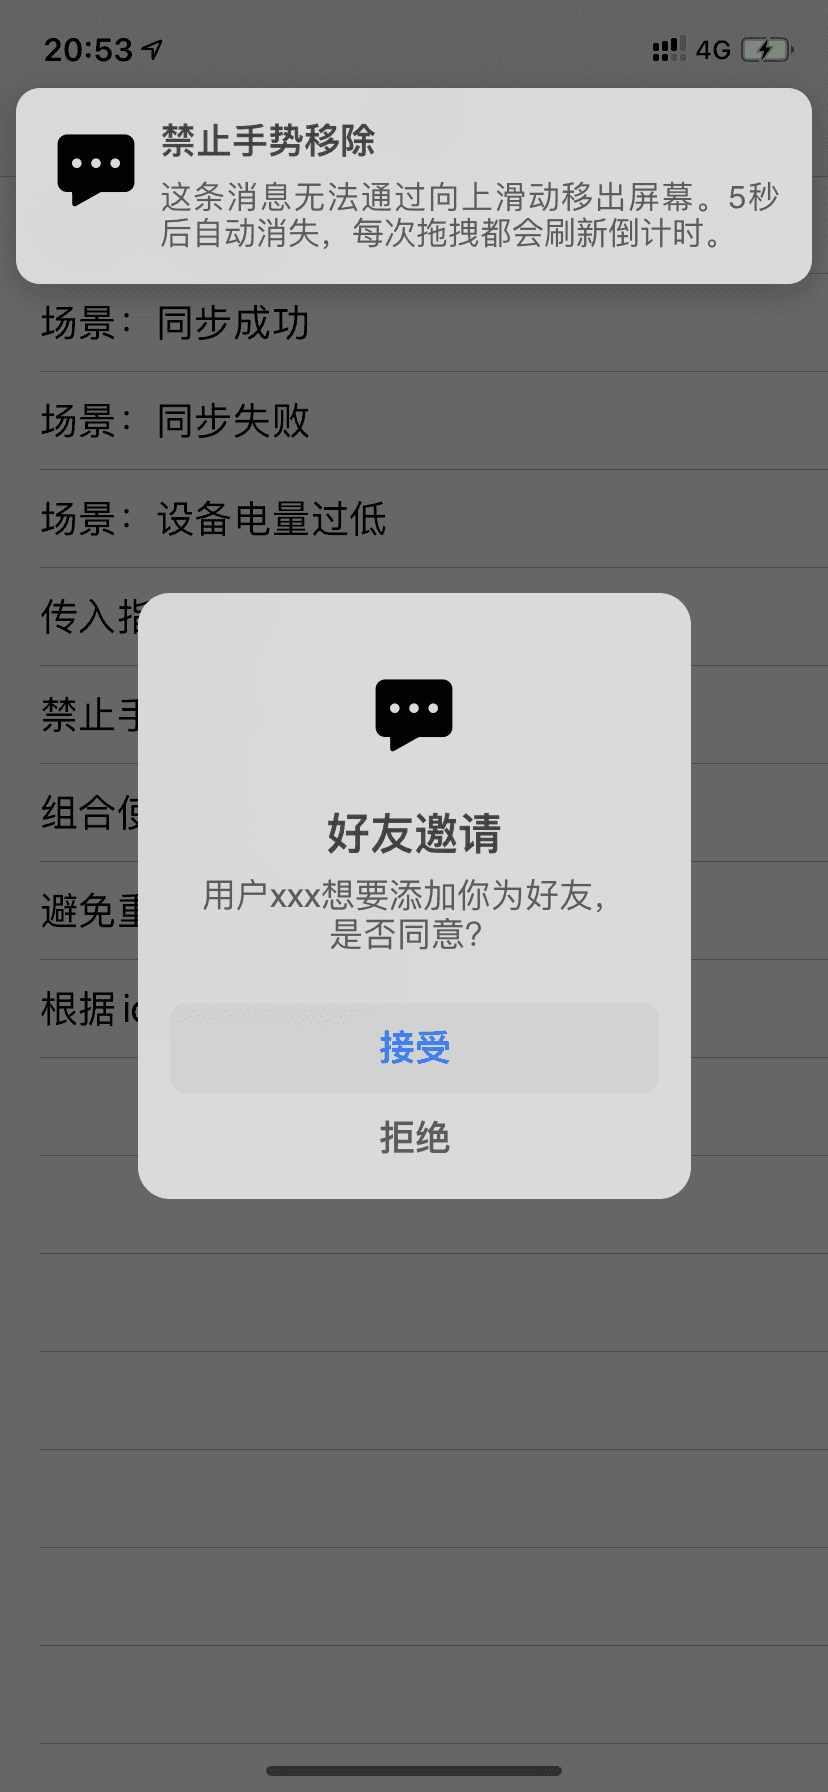 20:53
4G
禁止手势移除
这条消息无法通过向上滑动移出屏幕。5秒
后自动消失，每次拖拽都会刷新倒计时。
场景：同步成功
场景：同步失败
场景：设备电量过低
传入指
禁止手
组合使
避免重
根据 id
好友邀请
用户xxx想要添加你为好友，
是否同意？
接受
拒绝